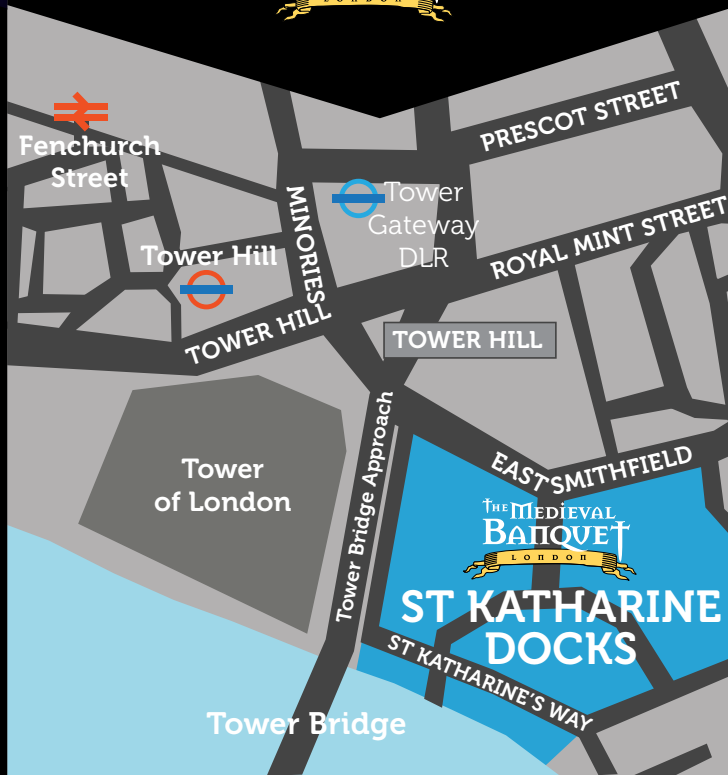 LONDON
PRESCOT STREET
Fenchurch
Street
MINORIES
Tower
Gateway
DLR
ROYAL MINT STREET
Tower Hill
TOWER HILL
TOWER HILL
Tower Bridge Approach
EAST SMITHFIELD
Tower
of London
THE MEDIEVAL
BANQUET
LONDON
ST KATHARINE
DOCKS
ST KATHARINE'S WAY
Tower Bridge